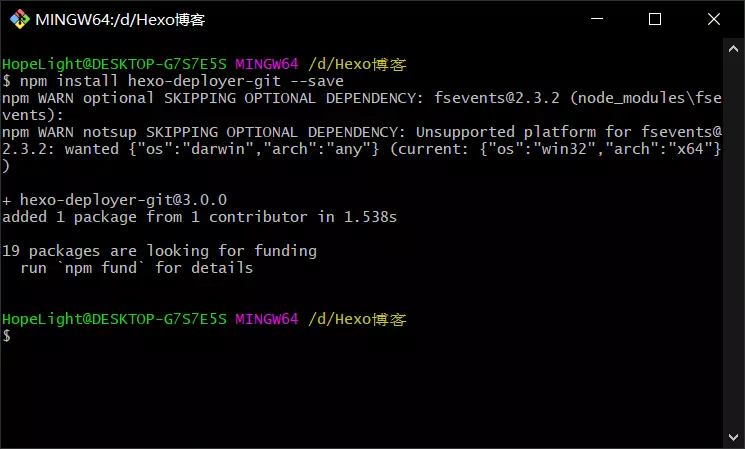 MINGW64:/d/Hexo博客
HopeLight@DESKTOP-G7S7E5S MINGW64 /d/Hexo博客
$ npm install hexo-deployer-git --save
npm WARN optional SKIPPING OPTIONAL DEPENDENCY: fsevents@2.3.2 (node_modules\fse
vents):
npm WARN notsup SKIPPING OPTIONAL DEPENDENCY: Unsupported platform for fsevents@
2.3.2: wanted {"os":"darwin","arch":"any"} (current: {"os":"win32","arch":"x64"}
)
+ hexo-deployer-git@3.0.0
added 1 package from 1 contributor in 1.538s
19 packages are looking for funding
  run `npm fund` for details
HopeLight@DESKTOP-G7S7E5S MINGW64 /d/Hexo博客
$